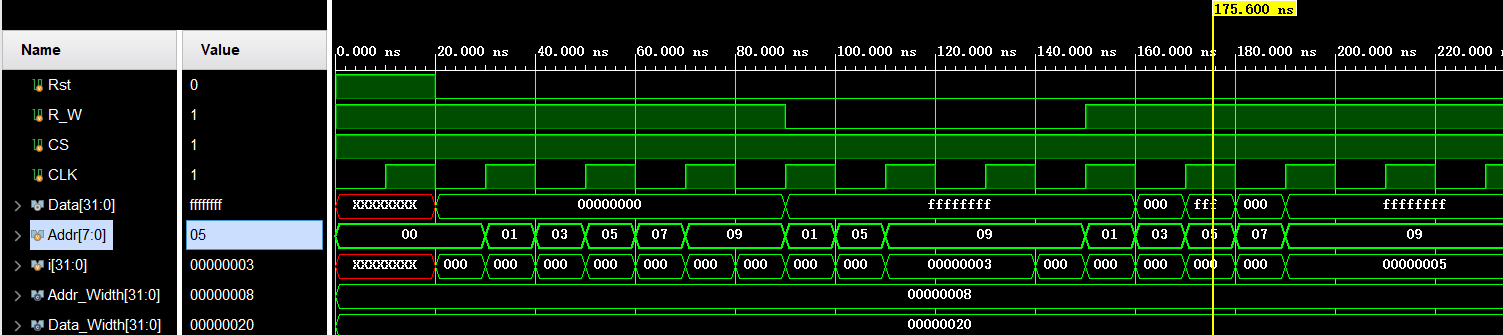 175.600 ns
Name Value
0.000 ns 20.000 ns 40.000 ns 60.000 ns 80.000 ns 100.000 ns 120.000 ns 140.000 ns 160.000 ns 180.000 ns 200.000 ns 220.000
Rst 0
R_W 1
CS 1
CLK 1
Data[31:0] ffffffff XXXXXXXX 00000000 ffffffff 000 fff 000 ffffffff
Addr[7:0] 05 00 01 03 05 07 09 01 05 09 01 03 05 07 09
i[31:0] 00000003 XXXXXXXX 000 000 000 000 000 000 000 000 000 00000003 000 000 000 000 000 00000005
Addr_Width[31:0] 00000008 00000008
Data_Width[31:0] 00000020 00000020